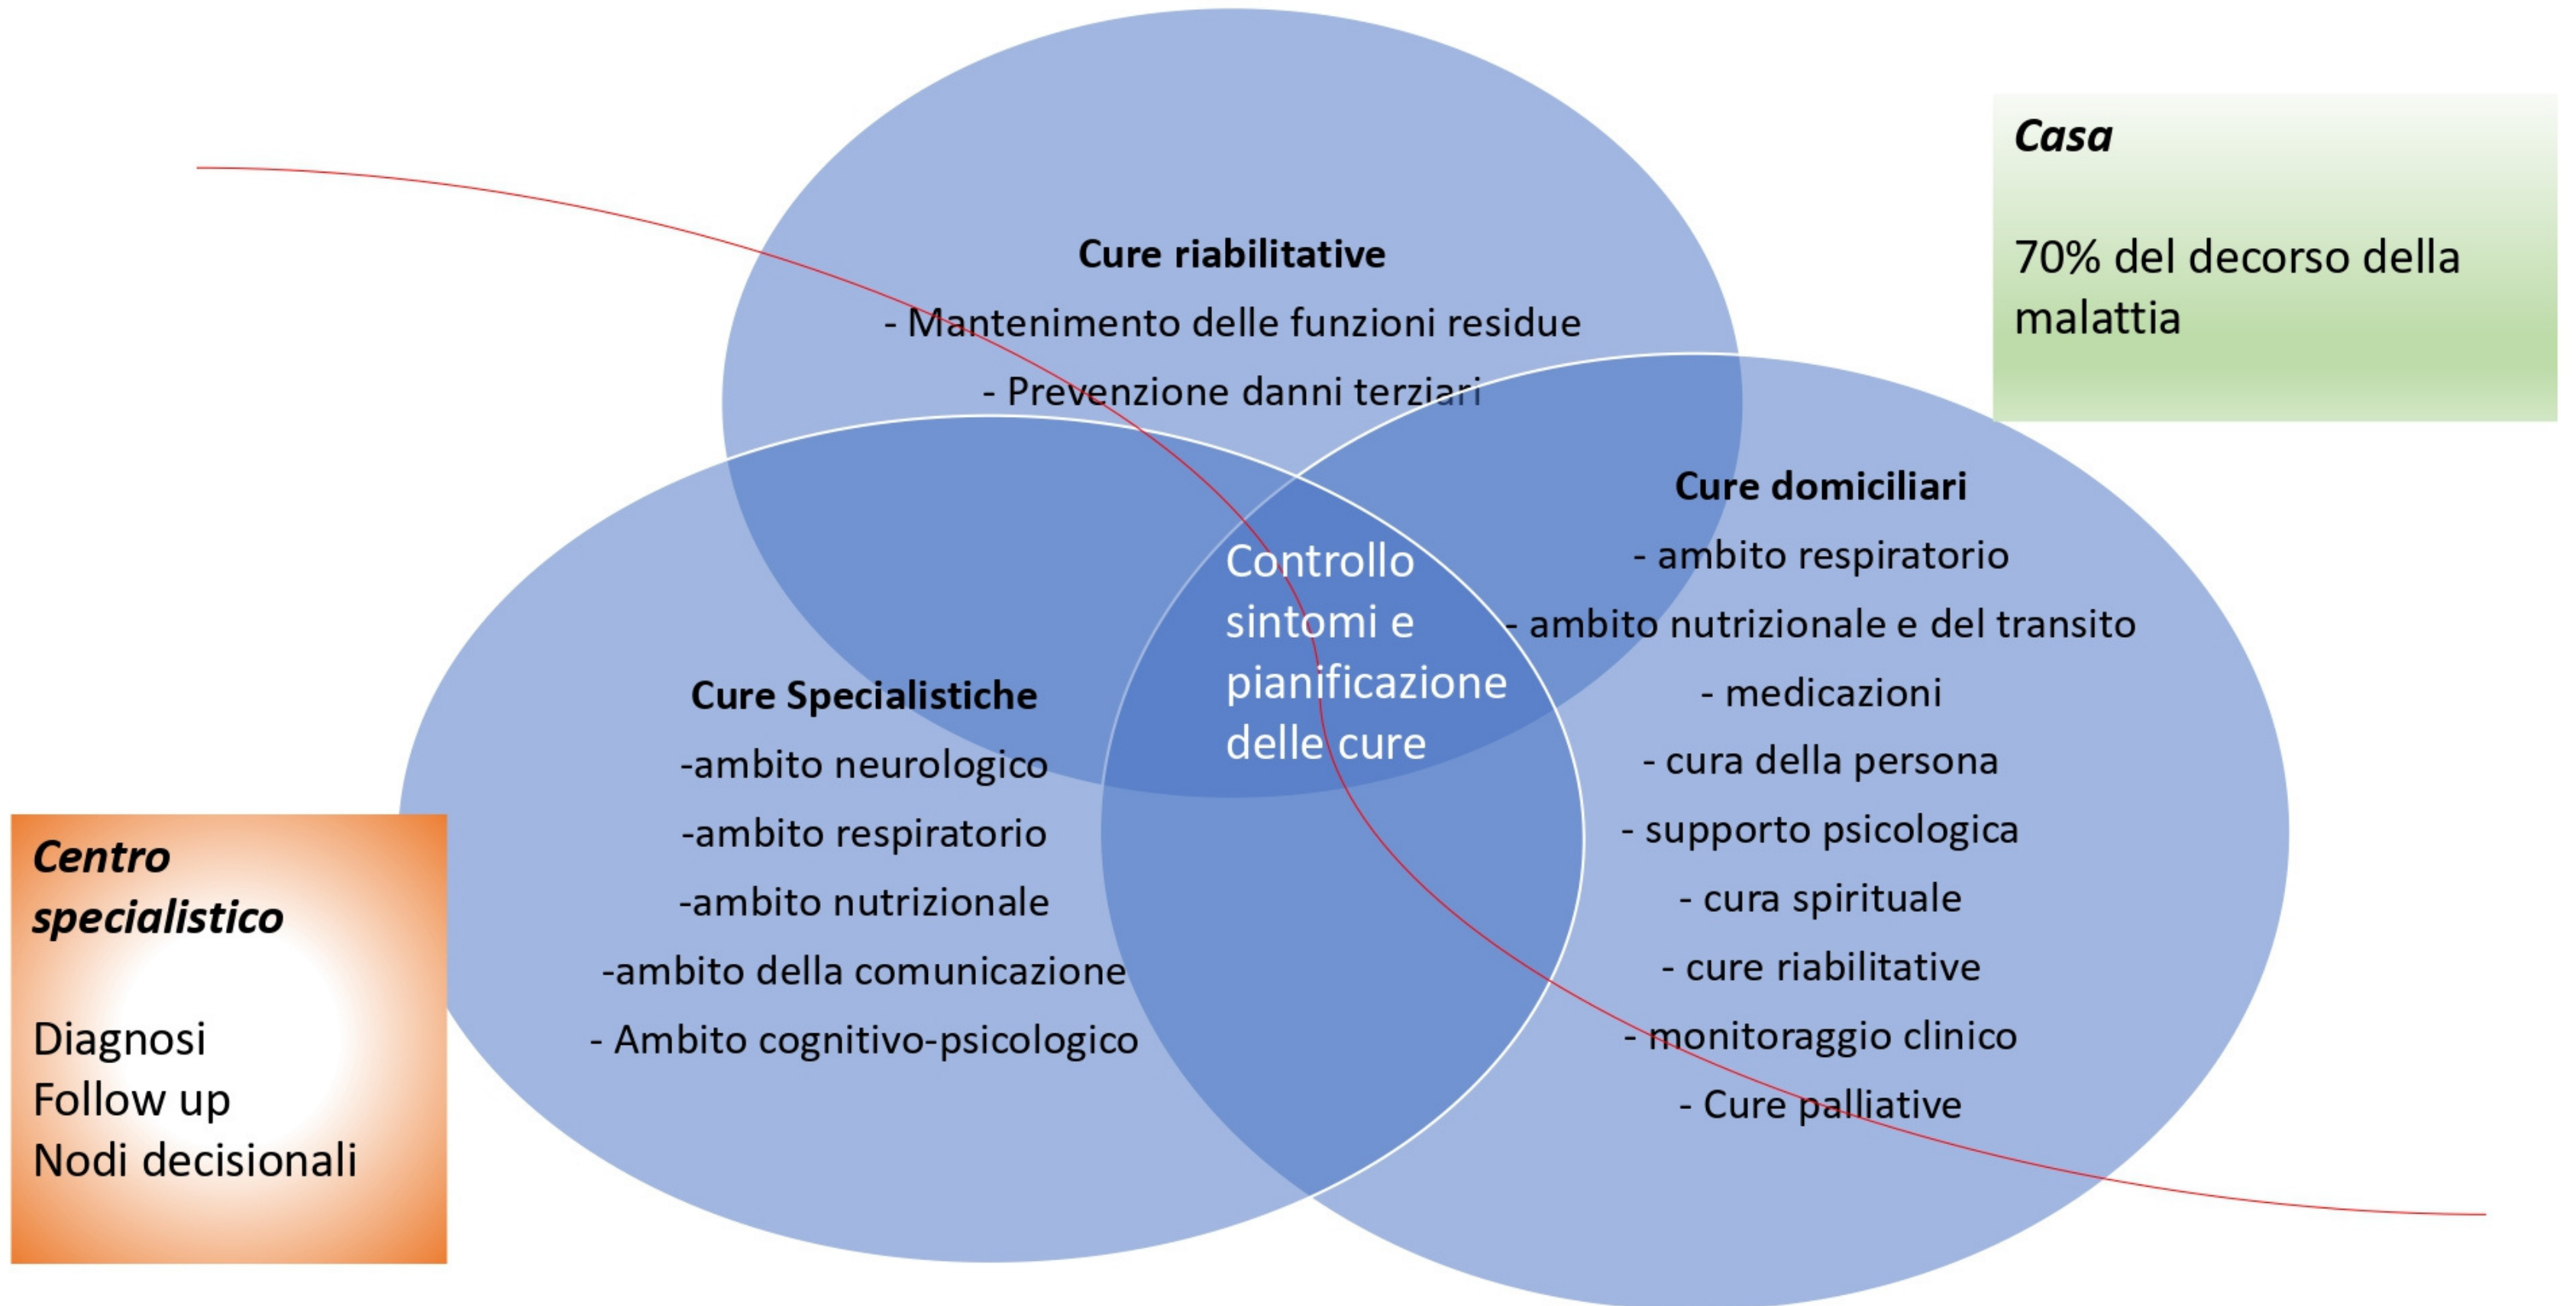 Cure riabilitative
- Mantenimento delle funzioni residue
- Prevenzione danni terziari
Casa
70% del decorso della
malattia
Cure domiciliari
- ambito respiratorio
- ambito nutrizionale e del transito
- medicazioni
- cura della persona
- supporto psicologica
- cura spirituale
- cure riabilitative
- monitoraggio clinico
- Cure palliative
Controllo
sintomi e
pianificazione
delle cure
Cure Specialistiche
-ambito neurologico
-ambito respiratorio
-ambito nutrizionale
-ambito della comunicazione
- Ambito cognitivo-psicologico
Centro
specialistico
Diagnosi
Follow up
Nodi decisionali